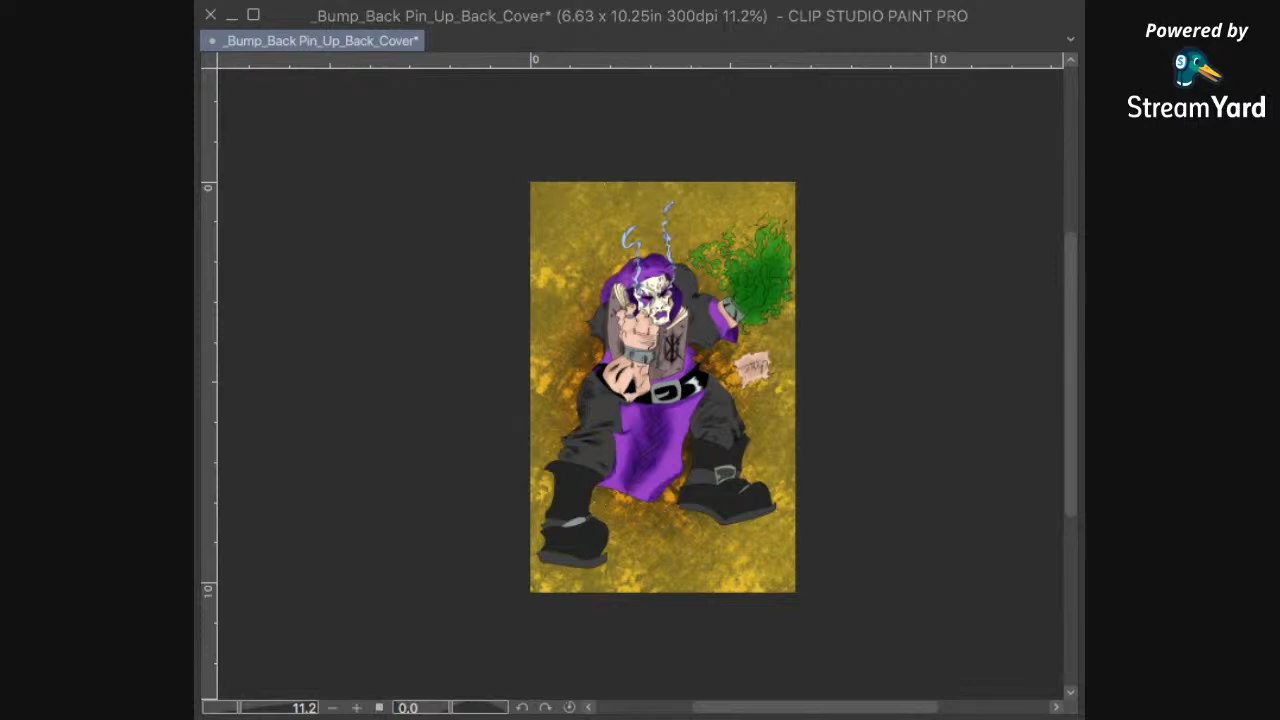 _Bump_Back Pin_Up_Back_Cover* (6.63 x 10.25in 300dpi 11.2%) - CLIP STUDIO PAINT PRO
_Bump_Back Pin_Up_Back_Cover*
Powered by
StreamYard
0
10
0
10
11.2
0.0